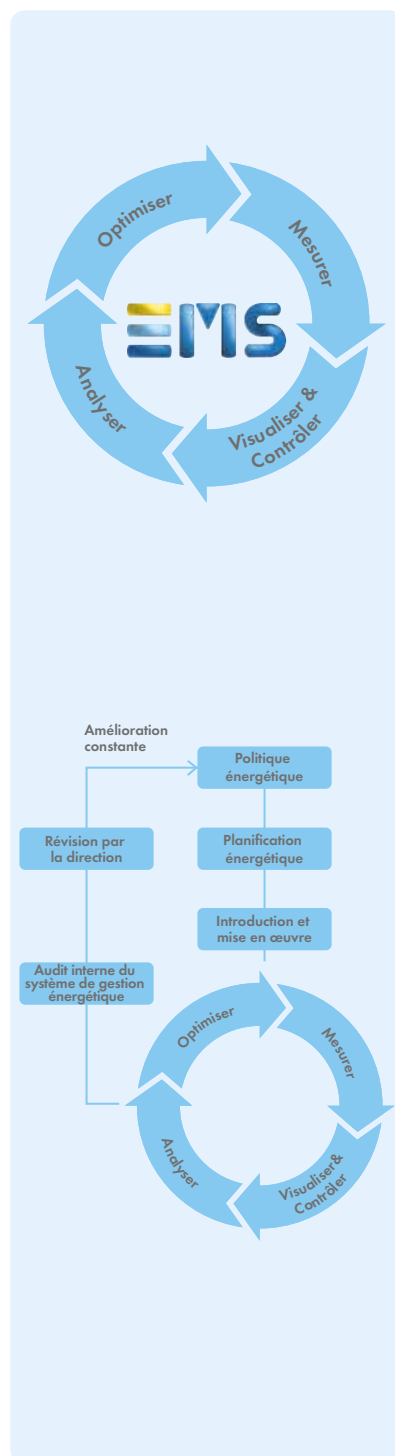 Optimiser
Mesurer
EMS
Analyser
Visualiser &
Contrôler
Amélioration
constante
Politique
énergétique
Révision par
la direction
Planification
énergétique
Introduction et
mise en œuvre
Audit interne du
système de gestion
énergétique
Optimiser
Mesurer
Analyser
Visualiser&
Contrôler